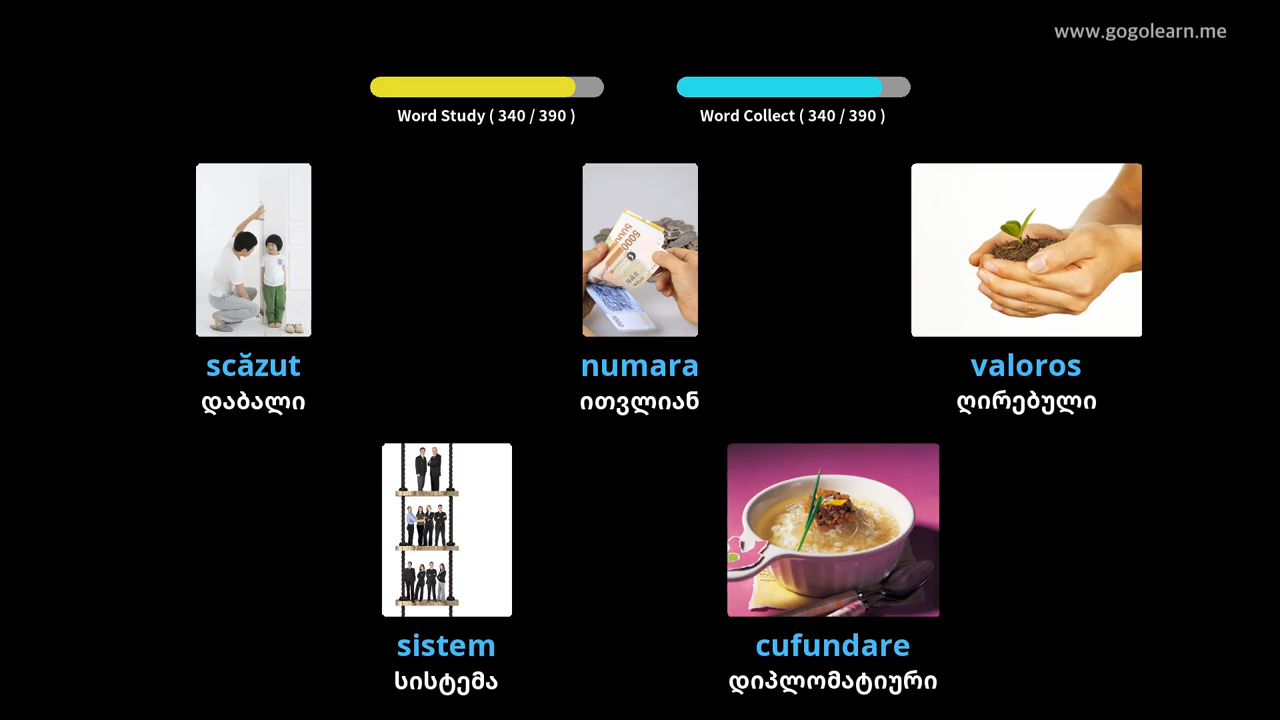 www.gogolearn.me
Word Study ( 340 / 390 )
Word Collect ( 340 / 390 )
scăzut
დაბალი
numara
ითვლიან
valoros
ღირებული
sistem
სისტემა
cufundare
დიპლომატიური